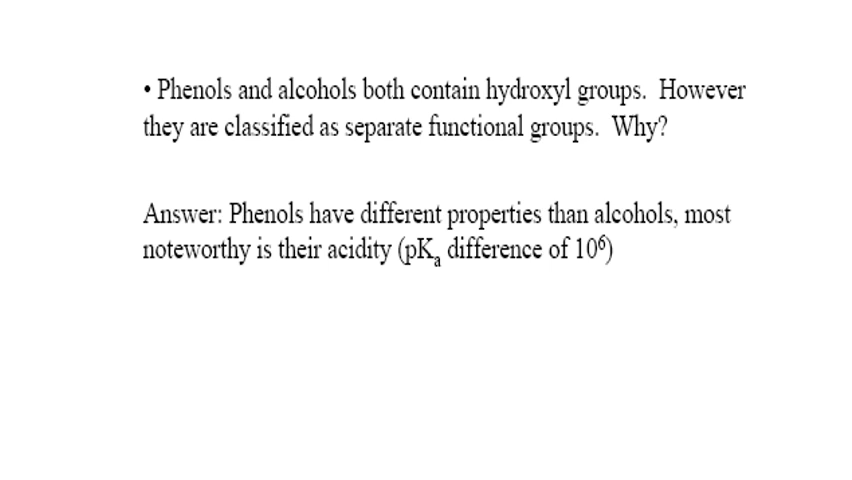 • Phenols and alcohols both contain hydroxyl groups.  However
they are classified as separate functional groups.  Why?
Answer: Phenols have different properties than alcohols, most
noteworthy is their acidity (pKₐ difference of 10⁶)